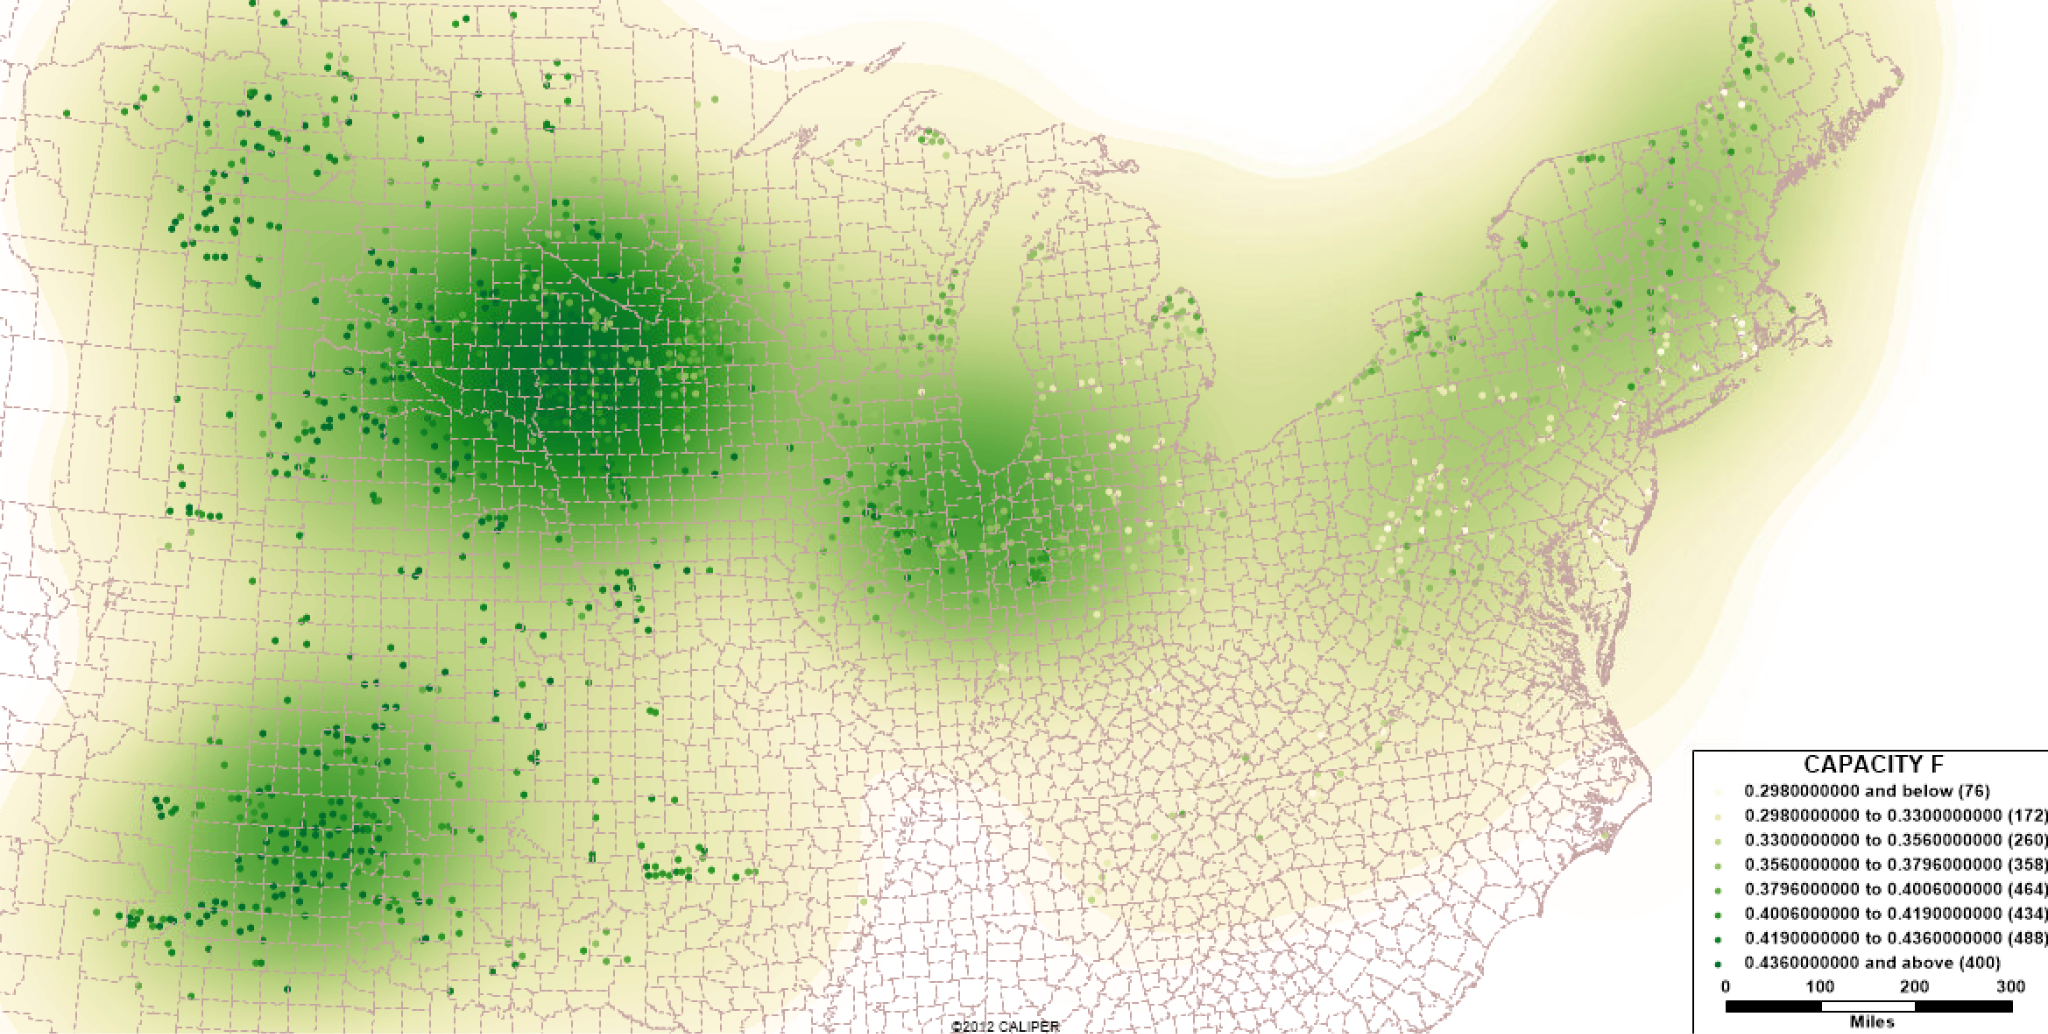 CAPACITY F
0.2980000000 and below (76)
0.2980000000 to 0.3300000000 (172)
0.3300000000 to 0.3560000000 (260)
0.3560000000 to 0.3796000000 (358)
0.3796000000 to 0.4006000000 (464)
0.4006000000 to 0.4190000000 (434)
0.4190000000 to 0.4360000000 (488)
0.4360000000 and above (400)
0 100 200 300
Miles
©2012 CALIPER